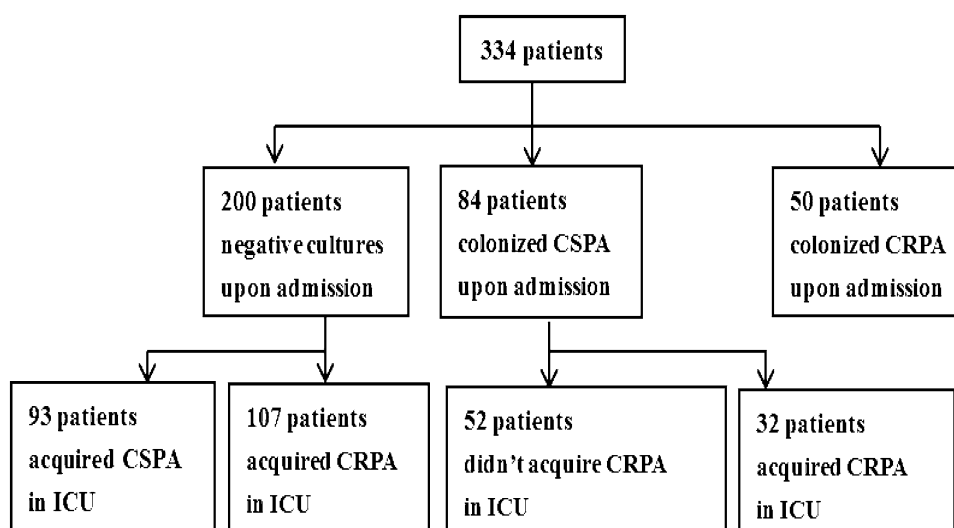 334 patients
200 patients
negative cultures
upon admission
84 patients
colonized CSPA
upon admission
50 patients
colonized CRPA
upon admission
93 patients
acquired CSPA
in ICU
107 patients
acquired CRPA
in ICU
52 patients
didn't acquire CRPA
in ICU
32 patients
acquired CRPA
in ICU